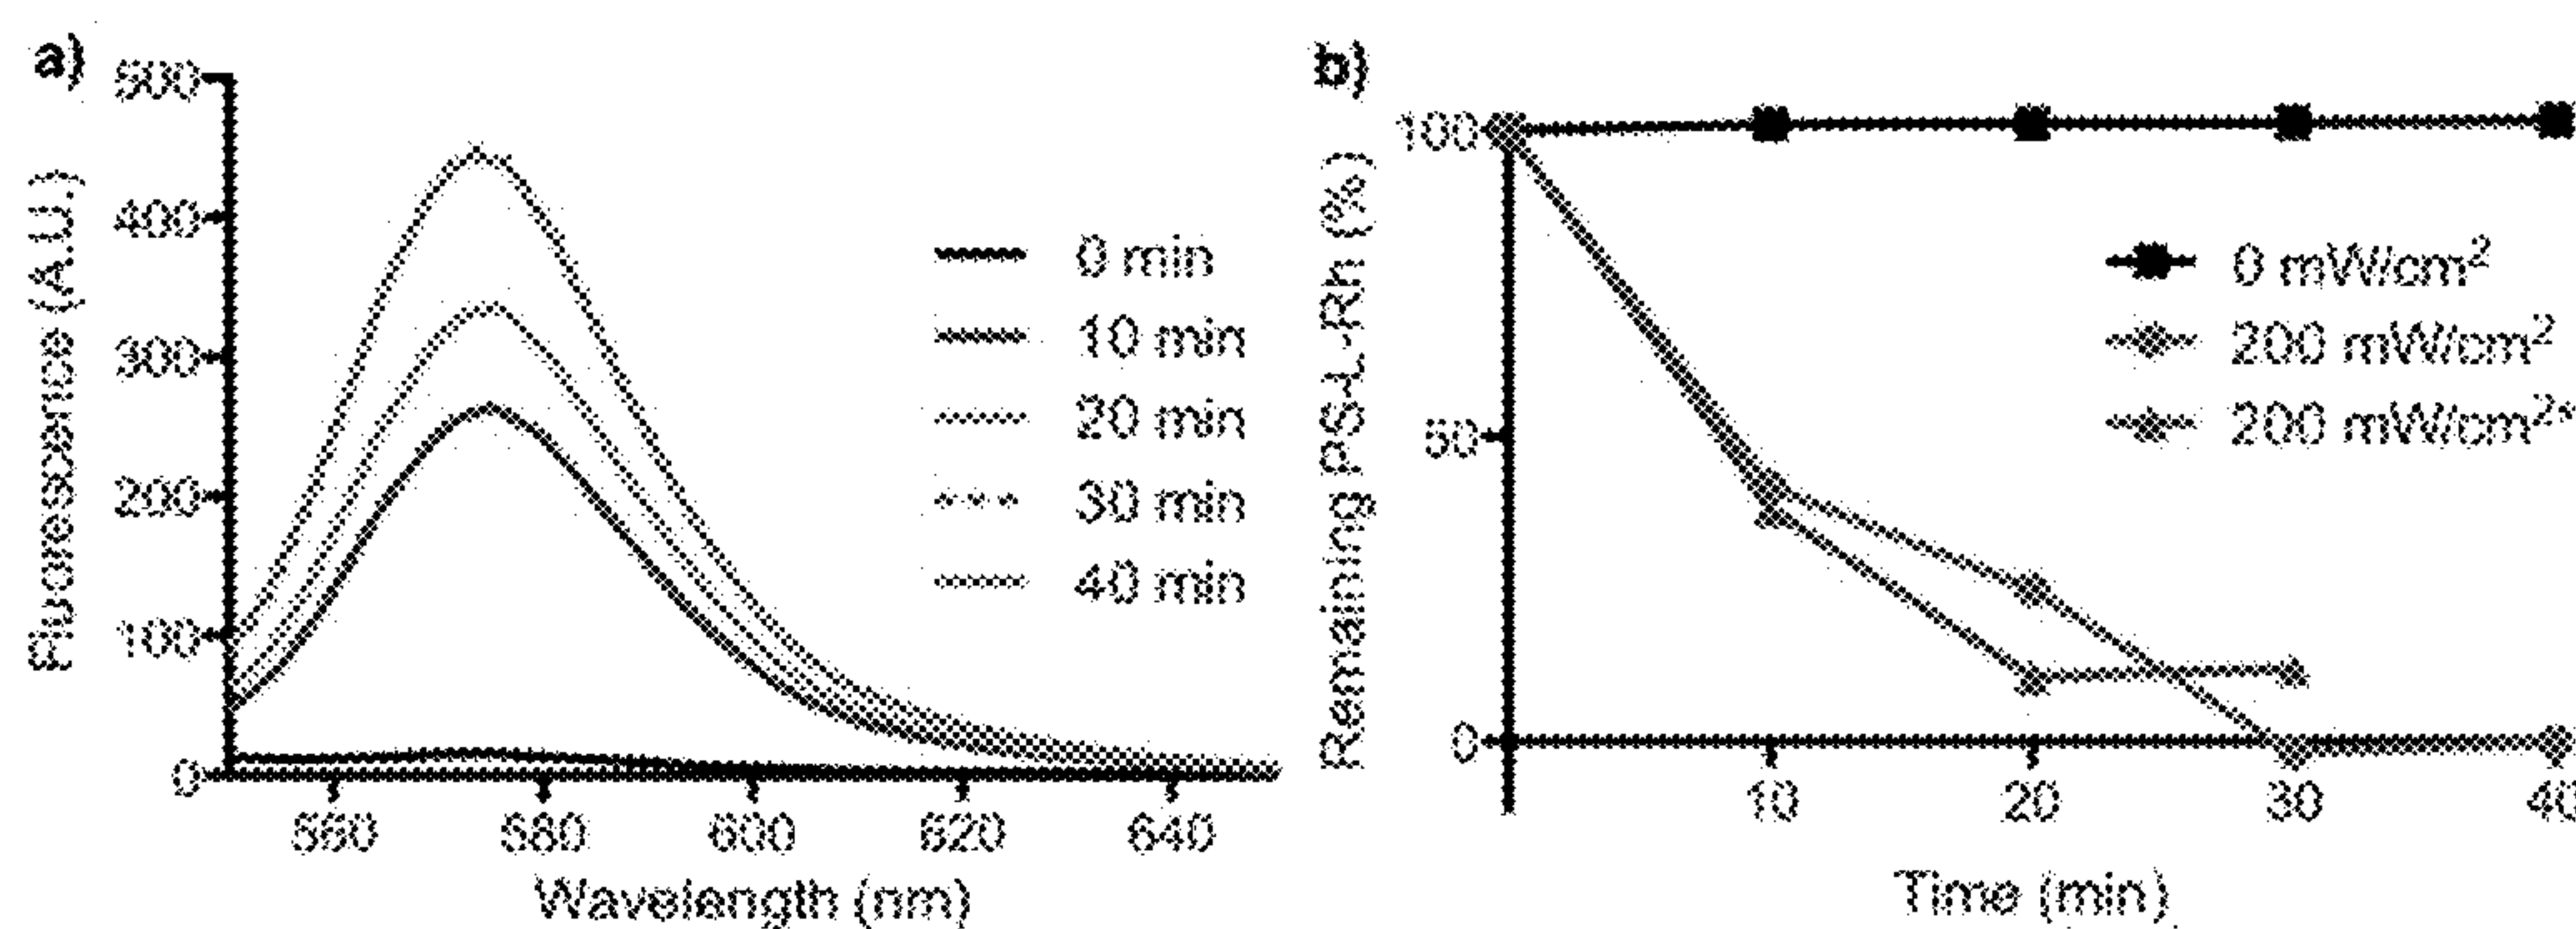 a)
500
400
300
200
100
0
Fluorescence (A.U.)
560
580
600
620
640
Wavelength (nm)
0 min
10 min
20 min
30 min
40 min
b)
100
50
0
Remaining PS-L-Rh (%)
10
20
30
40
Time (min)
0 mW/cm²
200 mW/cm²
200 mW/cm²